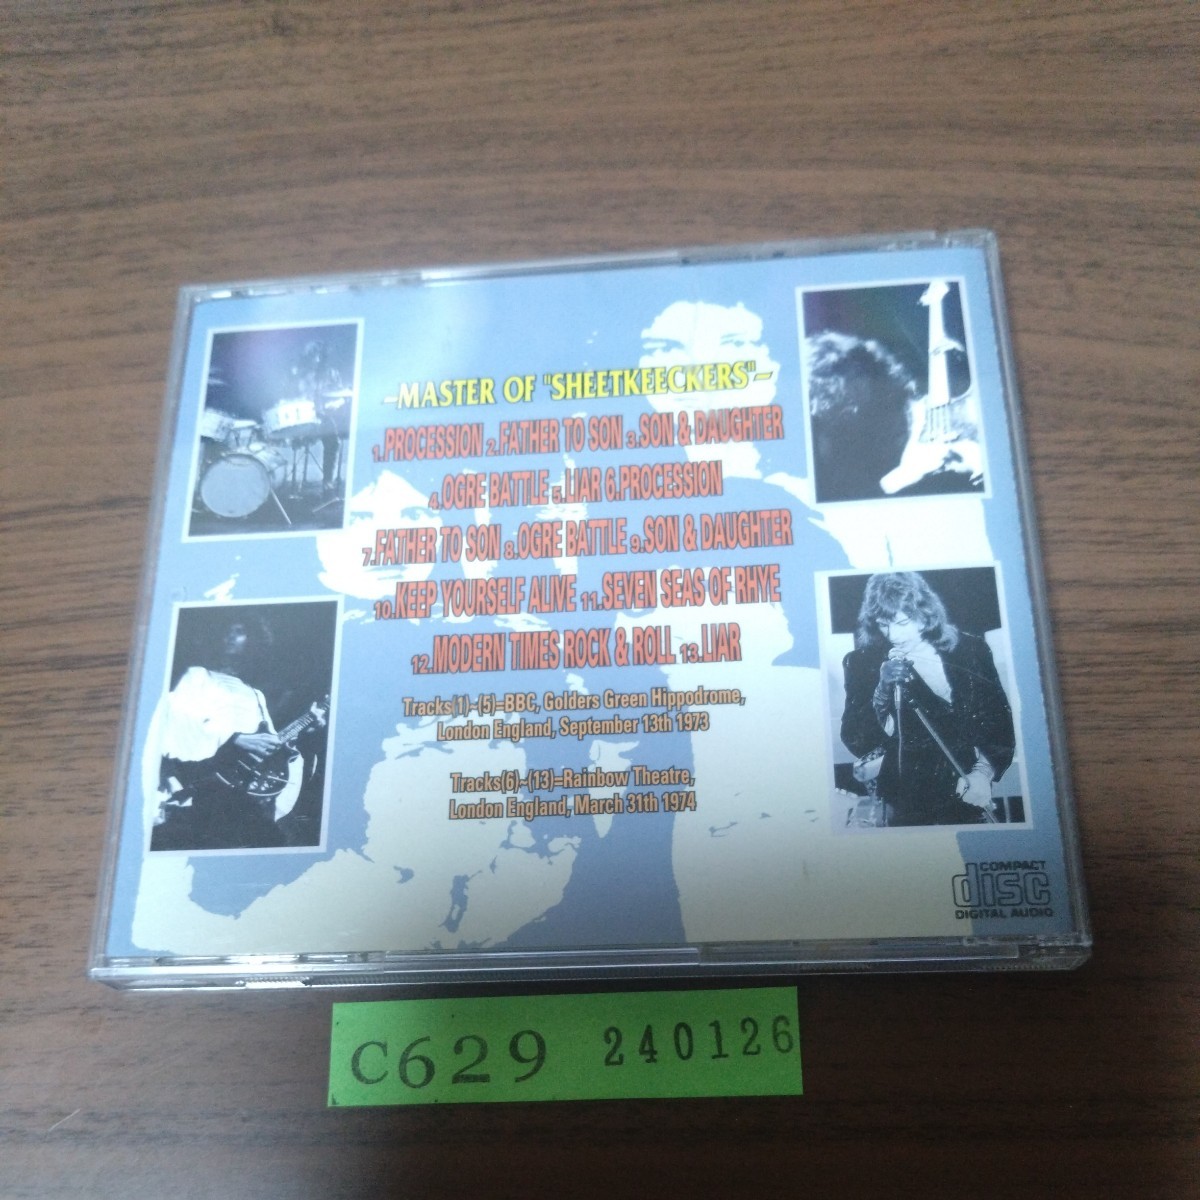 –MASTER OF "SHEETKEECKERS"–
1.PROCESSION 2.FATHER TO SON 3.SON & DAUGHTER
4.OGRE BATTLE 5.LIAR 6.PROCESSION
7.FATHER TO SON 8.OGRE BATTLE 9.SON & DAUGHTER
10.KEEP YOURSELF ALIVE 11.SEVEN SEAS OF RHYE
12.MODERN TIMES ROCK & ROLL 13.LIAR
Tracks(1)~(5)=BBC, Golders Green Hippodrome,
London England, September 13th 1973
Tracks(6)~(13)=Rainbow Theatre,
London England, March 31th 1974
COMPACT
disc
DIGITAL AUDIO
C629 240126